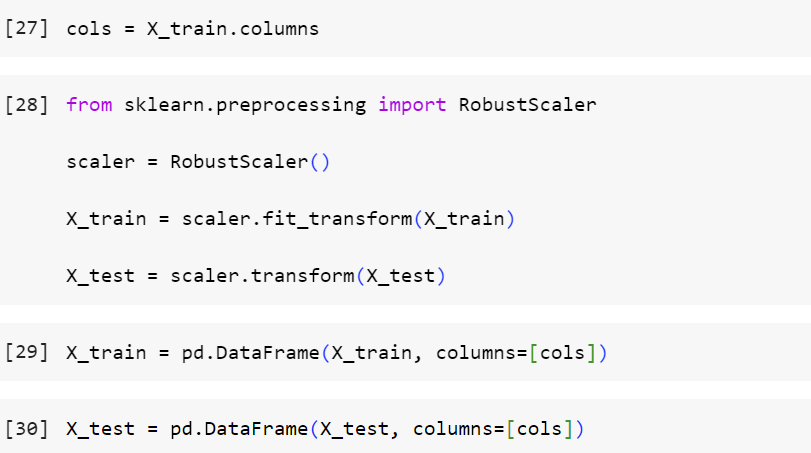 [27] cols = X_train.columns
[28] from sklearn.preprocessing import RobustScaler
scaler = RobustScaler()
X_train = scaler.fit_transform(X_train)
X_test = scaler.transform(X_test)
[29] X_train = pd.DataFrame(X_train, columns=[cols])
[30] X_test = pd.DataFrame(X_test, columns=[cols])